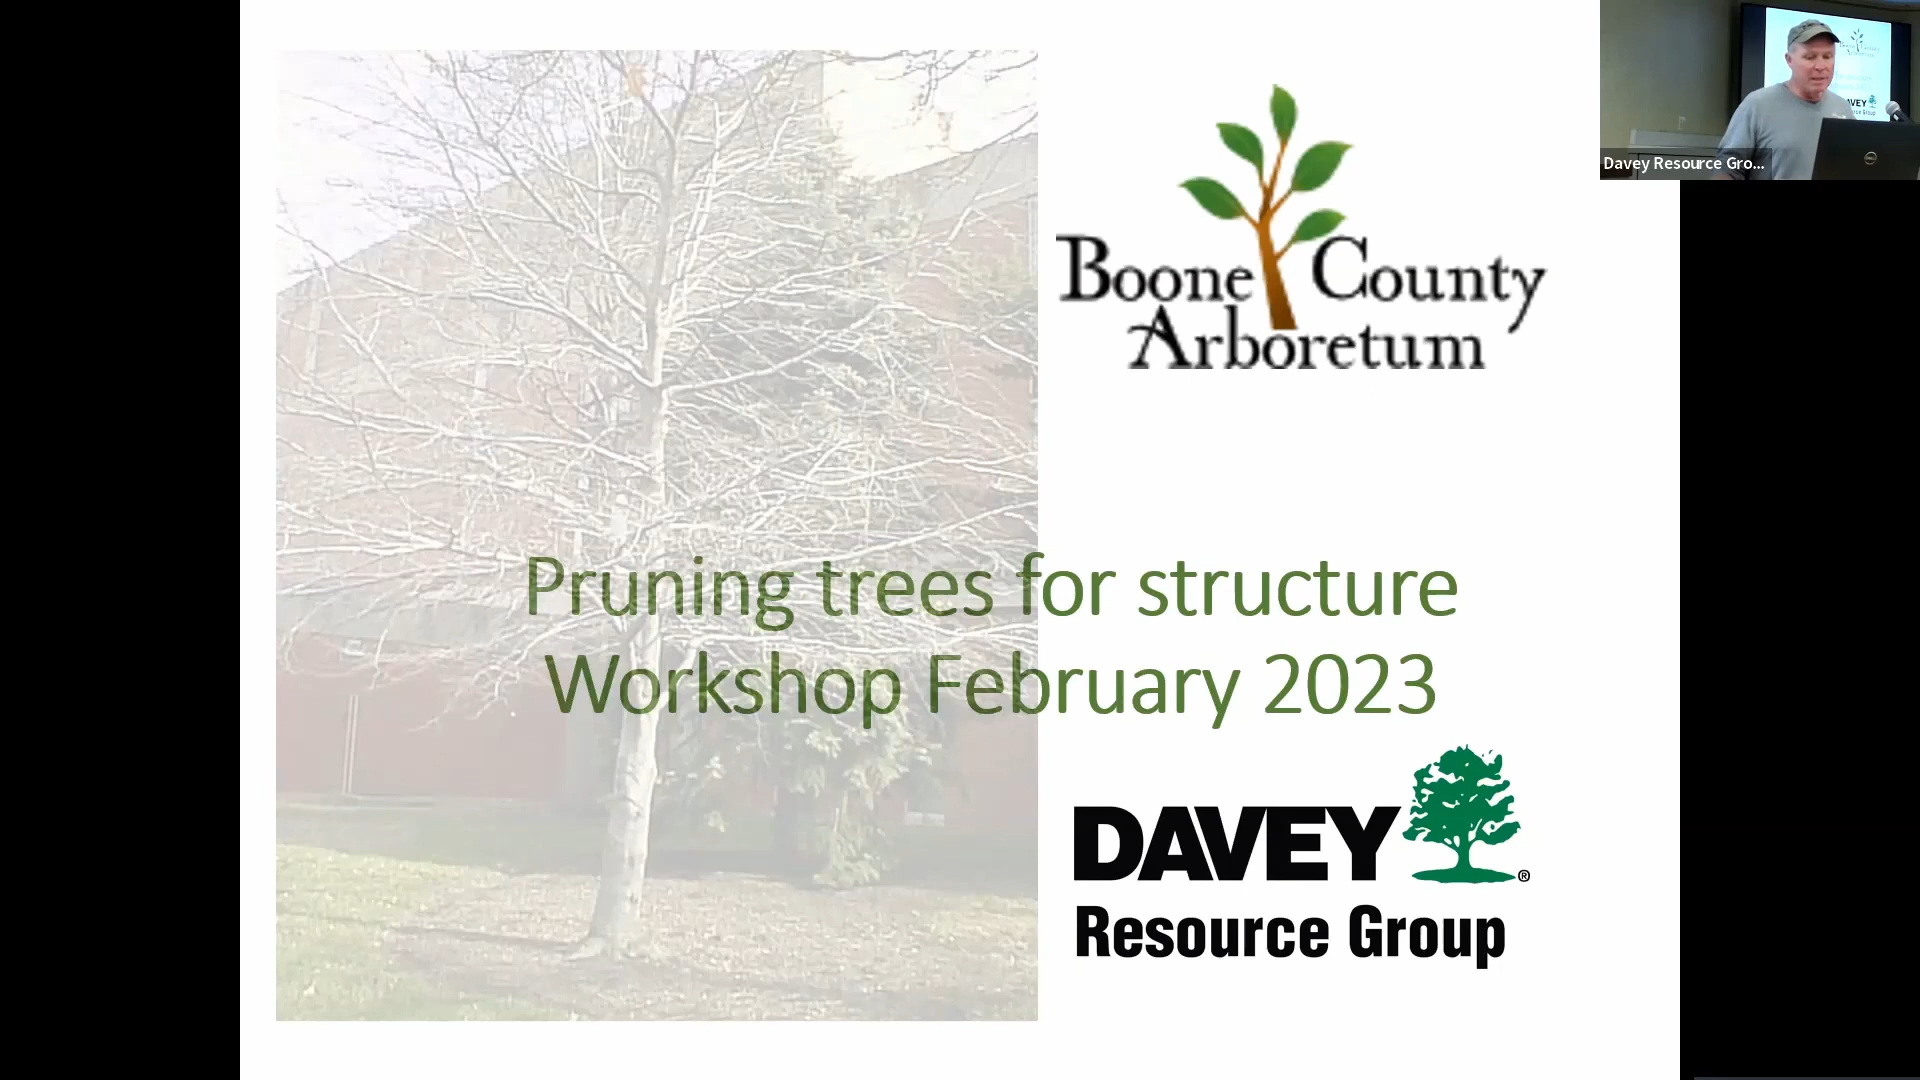 Boone County
Arboretum
Pruning trees for structure
Workshop February 2023
DAVEY
®
Resource Group
Davey Resource Gro...